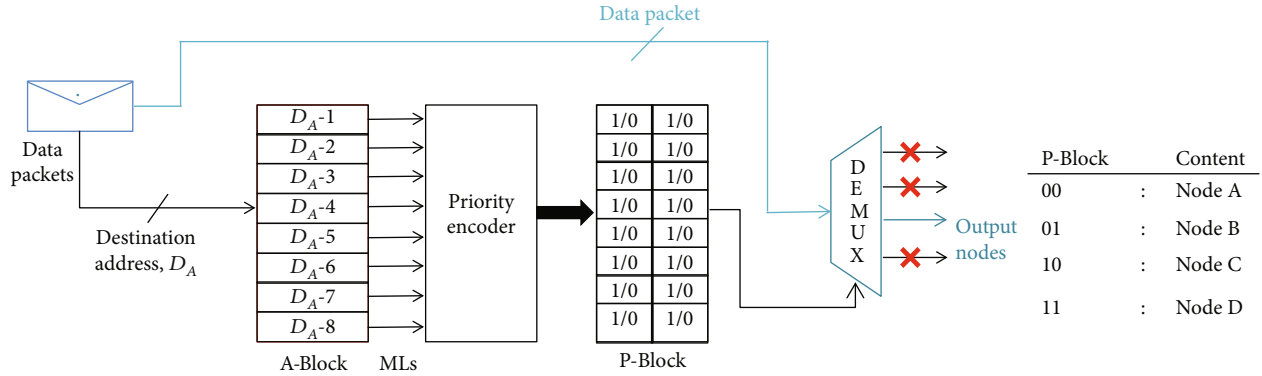 Data packet
Data
packets
Destination
address, D_A
D_A-1
D_A-2
D_A-3
D_A-4
D_A-5
D_A-6
D_A-7
D_A-8
A-Block
MLs
Priority
encoder
1/0 1/0
1/0 1/0
1/0 1/0
1/0 1/0
1/0 1/0
1/0 1/0
1/0 1/0
1/0 1/0
P-Block
DEMUX
Output
nodes
P-Block Content
00 : Node A
01 : Node B
10 : Node C
11 : Node D